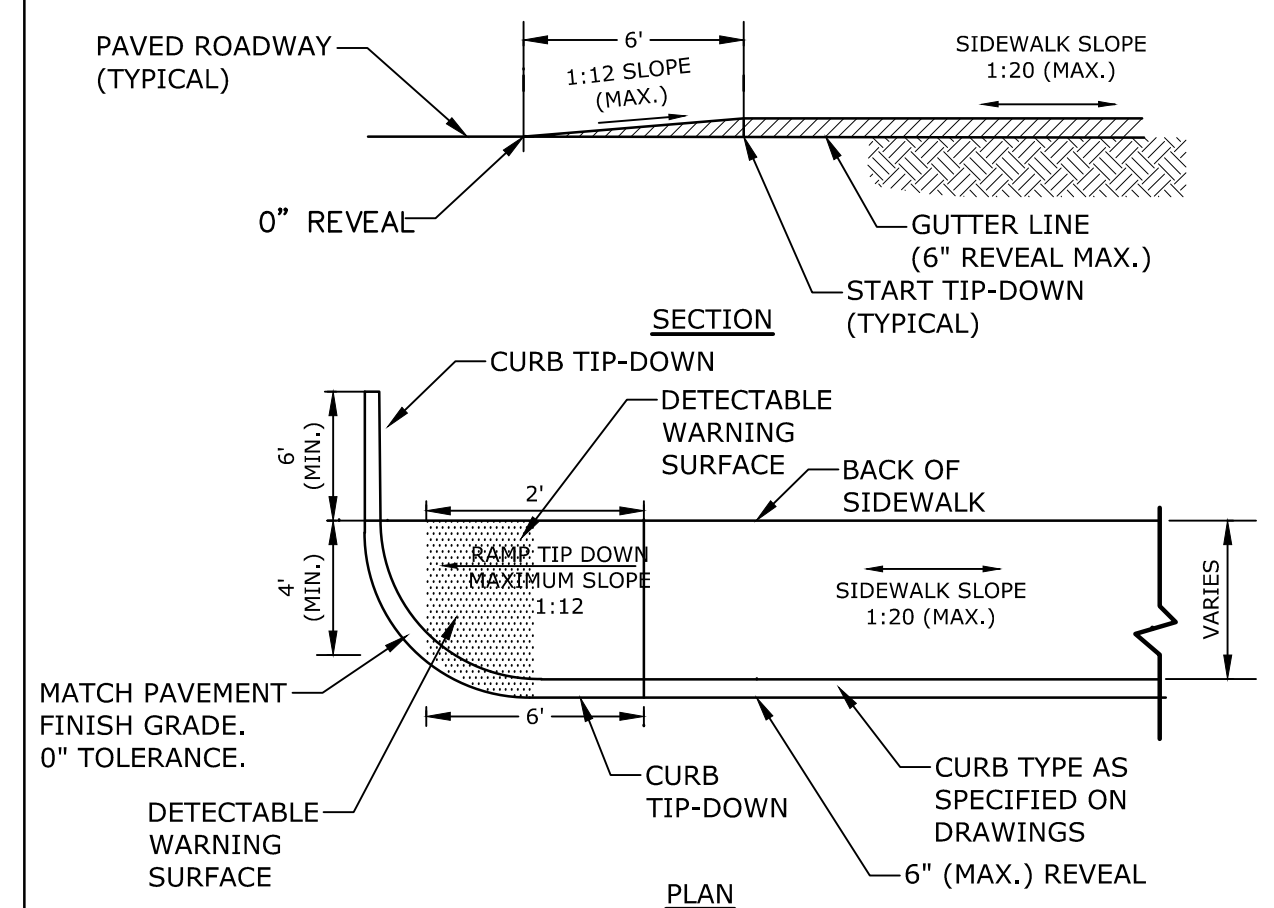 PAVED ROADWAY
(TYPICAL)
6'
1:12 SLOPE
(MAX.)
SIDEWALK SLOPE
1:20 (MAX.)
0" REVEAL
GUTTER LINE
(6" REVEAL MAX.)
START TIP-DOWN
(TYPICAL)
SECTION
CURB TIP-DOWN
DETECTABLE
WARNING
SURFACE
BACK OF
SIDEWALK
6'
(MIN.)
2'
4'
(MIN.)
RAMP TIP DOWN
MAXIMUM SLOPE
1:12
SIDEWALK SLOPE
1:20 (MAX.)
VARIES
MATCH PAVEMENT
FINISH GRADE.
0" TOLERANCE.
6'
DETECTABLE
WARNING
SURFACE
CURB
TIP-DOWN
CURB TYPE AS
SPECIFIED ON
DRAWINGS
6" (MAX.) REVEAL
PLAN